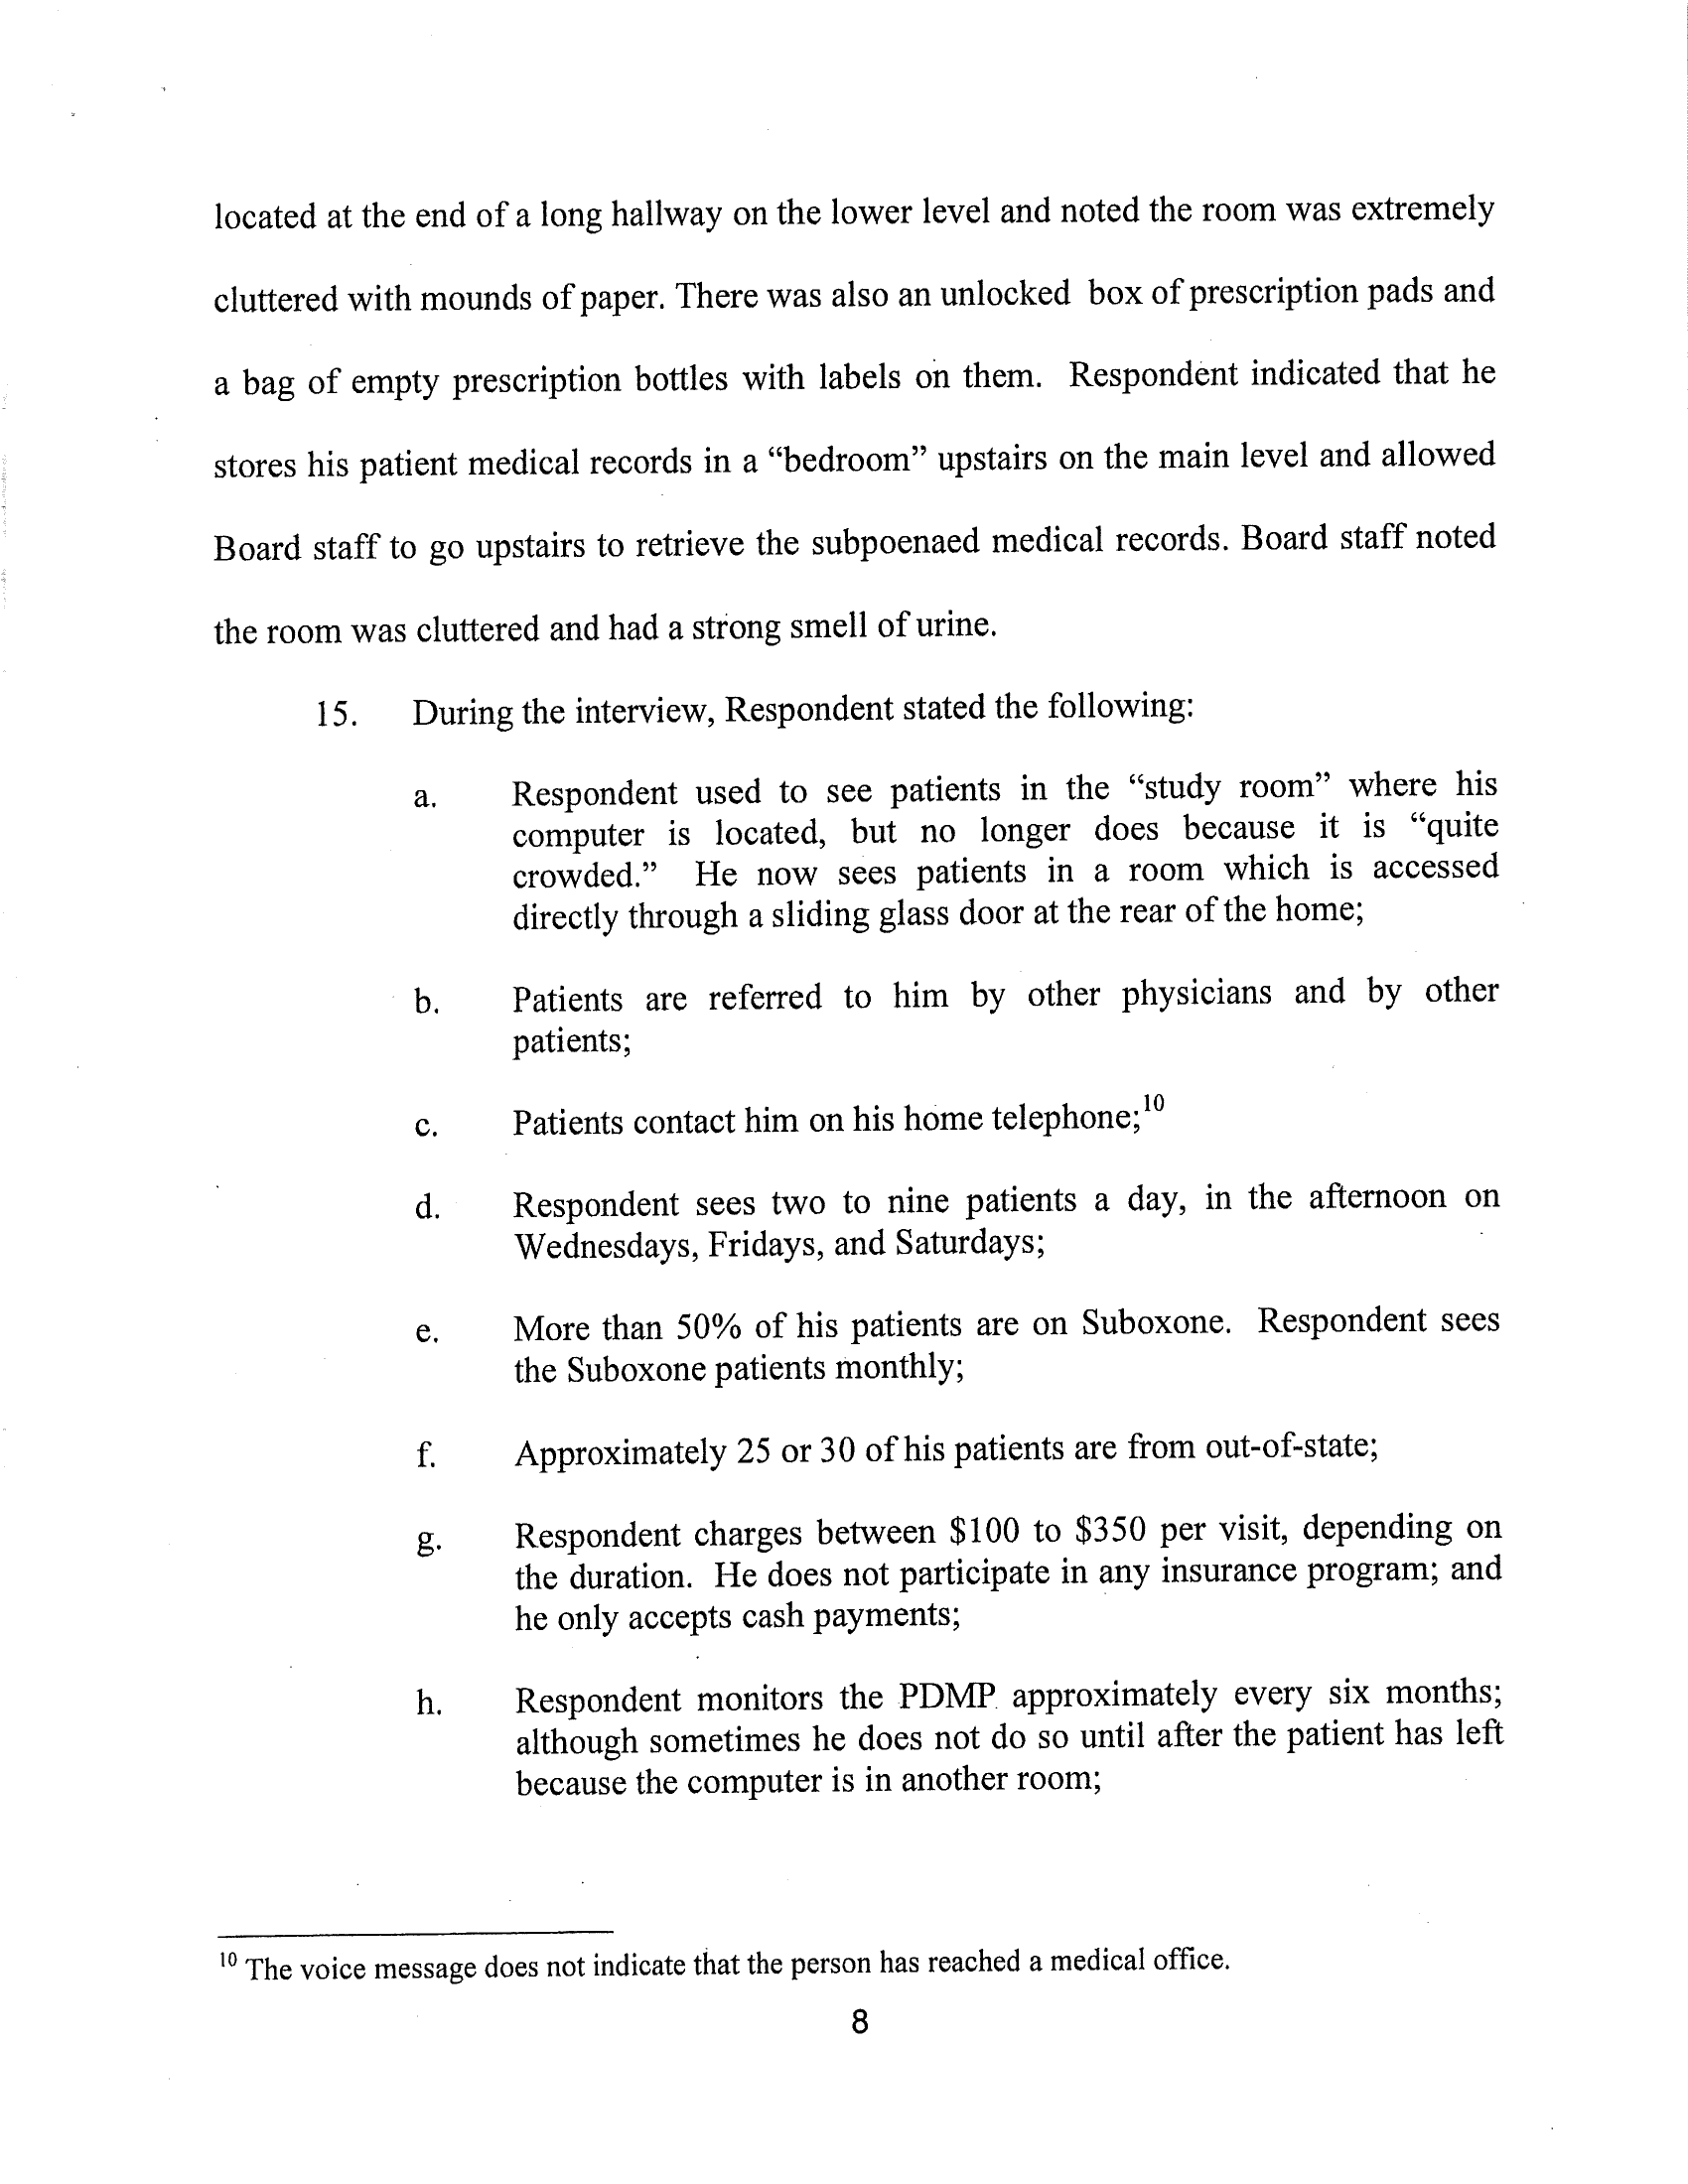 located at the end of a long hallway on the lower level and noted the room was extremely
cluttered with mounds of paper. There was also an unlocked box of prescription pads and
a bag of empty prescription bottles with labels on them. Respondent indicated that he
stores his patient medical records in a “bedroom” upstairs on the main level and allowed
Board staff to go upstairs to retrieve the subpoenaed medical records. Board staff noted
the room was cluttered and had a strong smell of urine.
15. During the interview, Respondent stated the following:
a. Respondent used to see patients in the “study room” where his
computer is located, but no longer does because it is “quite
crowded.” He now sees patients in a room which is accessed
directly through a sliding glass door at the rear of the home;
b. Patients are referred to him by other physicians and by other
patients;
c. Patients contact him on his home telephone;10
d. Respondent sees two to nine patients a day, in the afternoon on
Wednesdays, Fridays, and Saturdays;
e. More than 50% of his patients are on Suboxone. Respondent sees
the Suboxone patients monthly;
f. Approximately 25 or 30 of his patients are from out-of-state;
g. Respondent charges between $100 to $350 per visit, depending on
the duration. He does not participate in any insurance program; and
he only accepts cash payments;
h. Respondent monitors the PDMP approximately every six months;
although sometimes he does not do so until after the patient has left
because the computer is in another room;
10 The voice message does not indicate that the person has reached a medical office.
8